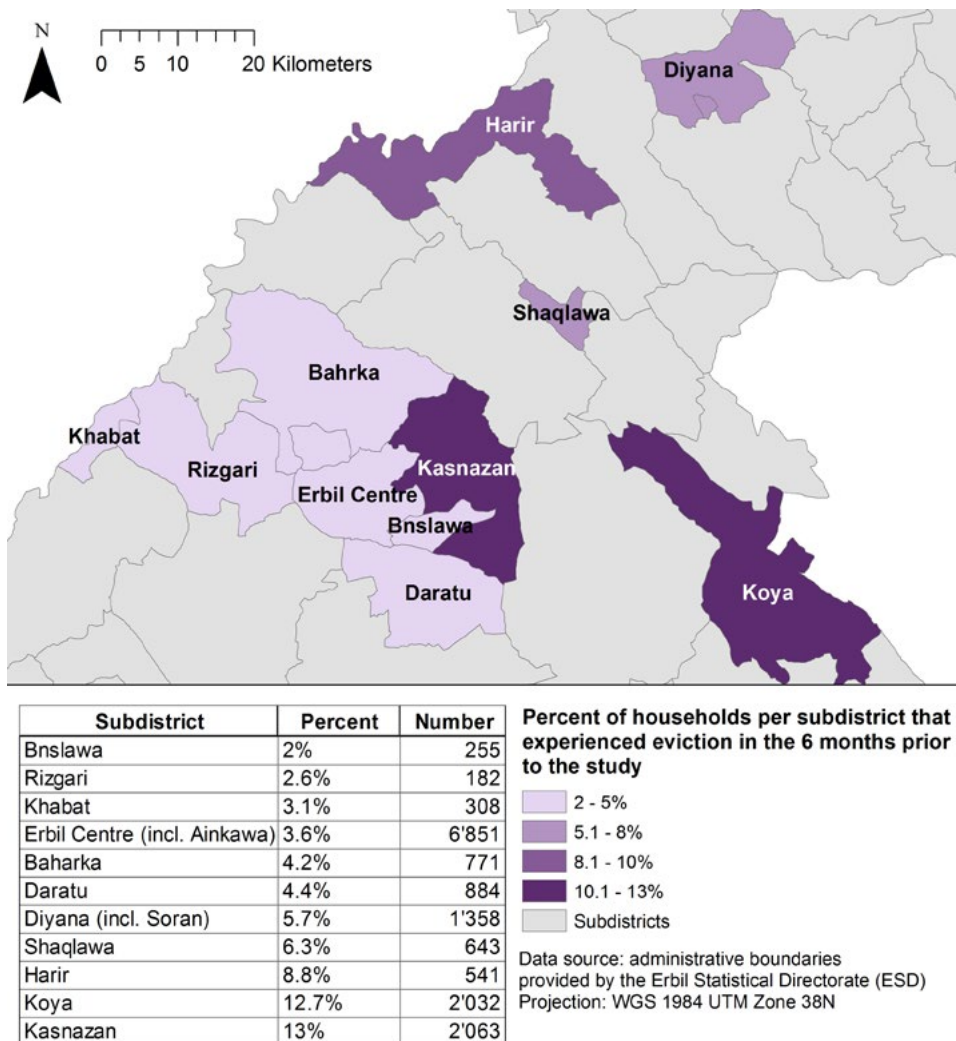 N
0 5 10 20 Kilometers
Diyana
Harir
Shaqlawa
Bahrka
Khabat
Rizgari
Kasnazan
Erbil Centre
Bnslawa
Daratu
Koya
Subdistrict Percent Number
Bnslawa 2% 255
Rizgari 2.6% 182
Khabat 3.1% 308
Erbil Centre (incl. Ainkawa) 3.6% 6'851
Baharka 4.2% 771
Daratu 4.4% 884
Diyana (incl. Soran) 5.7% 1'358
Shaqlawa 6.3% 643
Harir 8.8% 541
Koya 12.7% 2'032
Kasnazan 13% 2'063
Percent of households per subdistrict that
experienced eviction in the 6 months prior
to the study
2 - 5%
5.1 - 8%
8.1 - 10%
10.1 - 13%
Subdistricts
Data source: administrative boundaries
provided by the Erbil Statistical Directorate (ESD)
Projection: WGS 1984 UTM Zone 38N